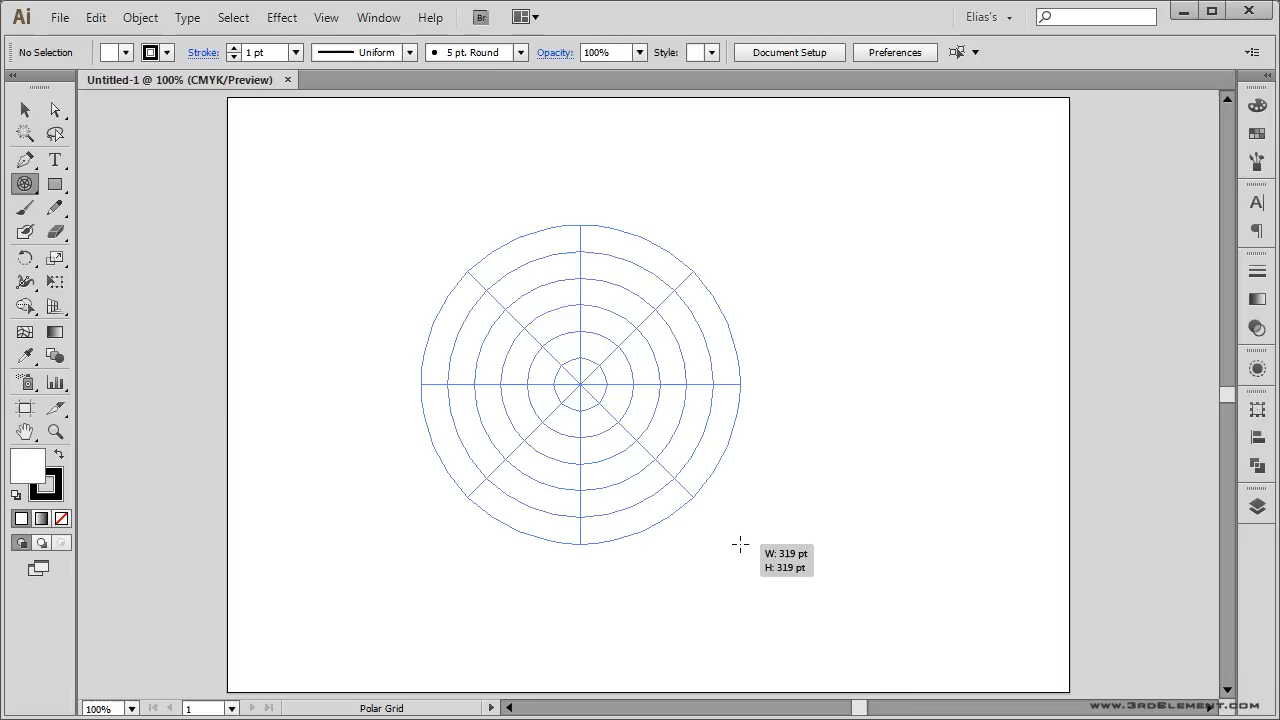 Ai File Edit Object Type Select Effect View Window Help Br Elias's
No Selection Stroke: 1 pt Uniform 5 pt. Round Opacity: 100% Style: Document Setup Preferences
Untitled-1 @ 100% (CMYK/Preview)
T
A
W: 319 pt
H: 319 pt
100% 1 Polar Grid
www.3rdElement.com